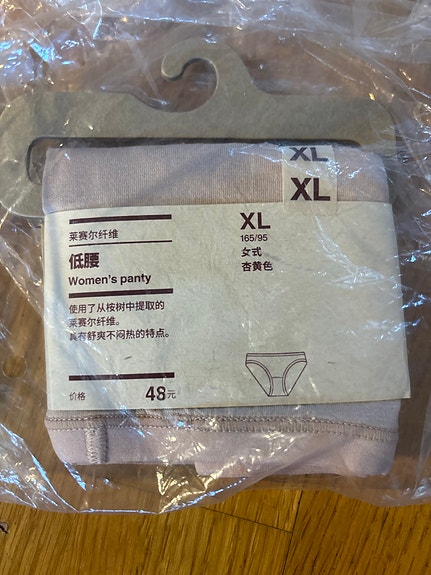 XL
XL
莱赛尔纤维
低腰
Women's panty
使用了从桉树中提取的
莱赛尔纤维。
具有舒爽不闷热的特点。
价格 48元
XL
165/95
女式
杏黄色